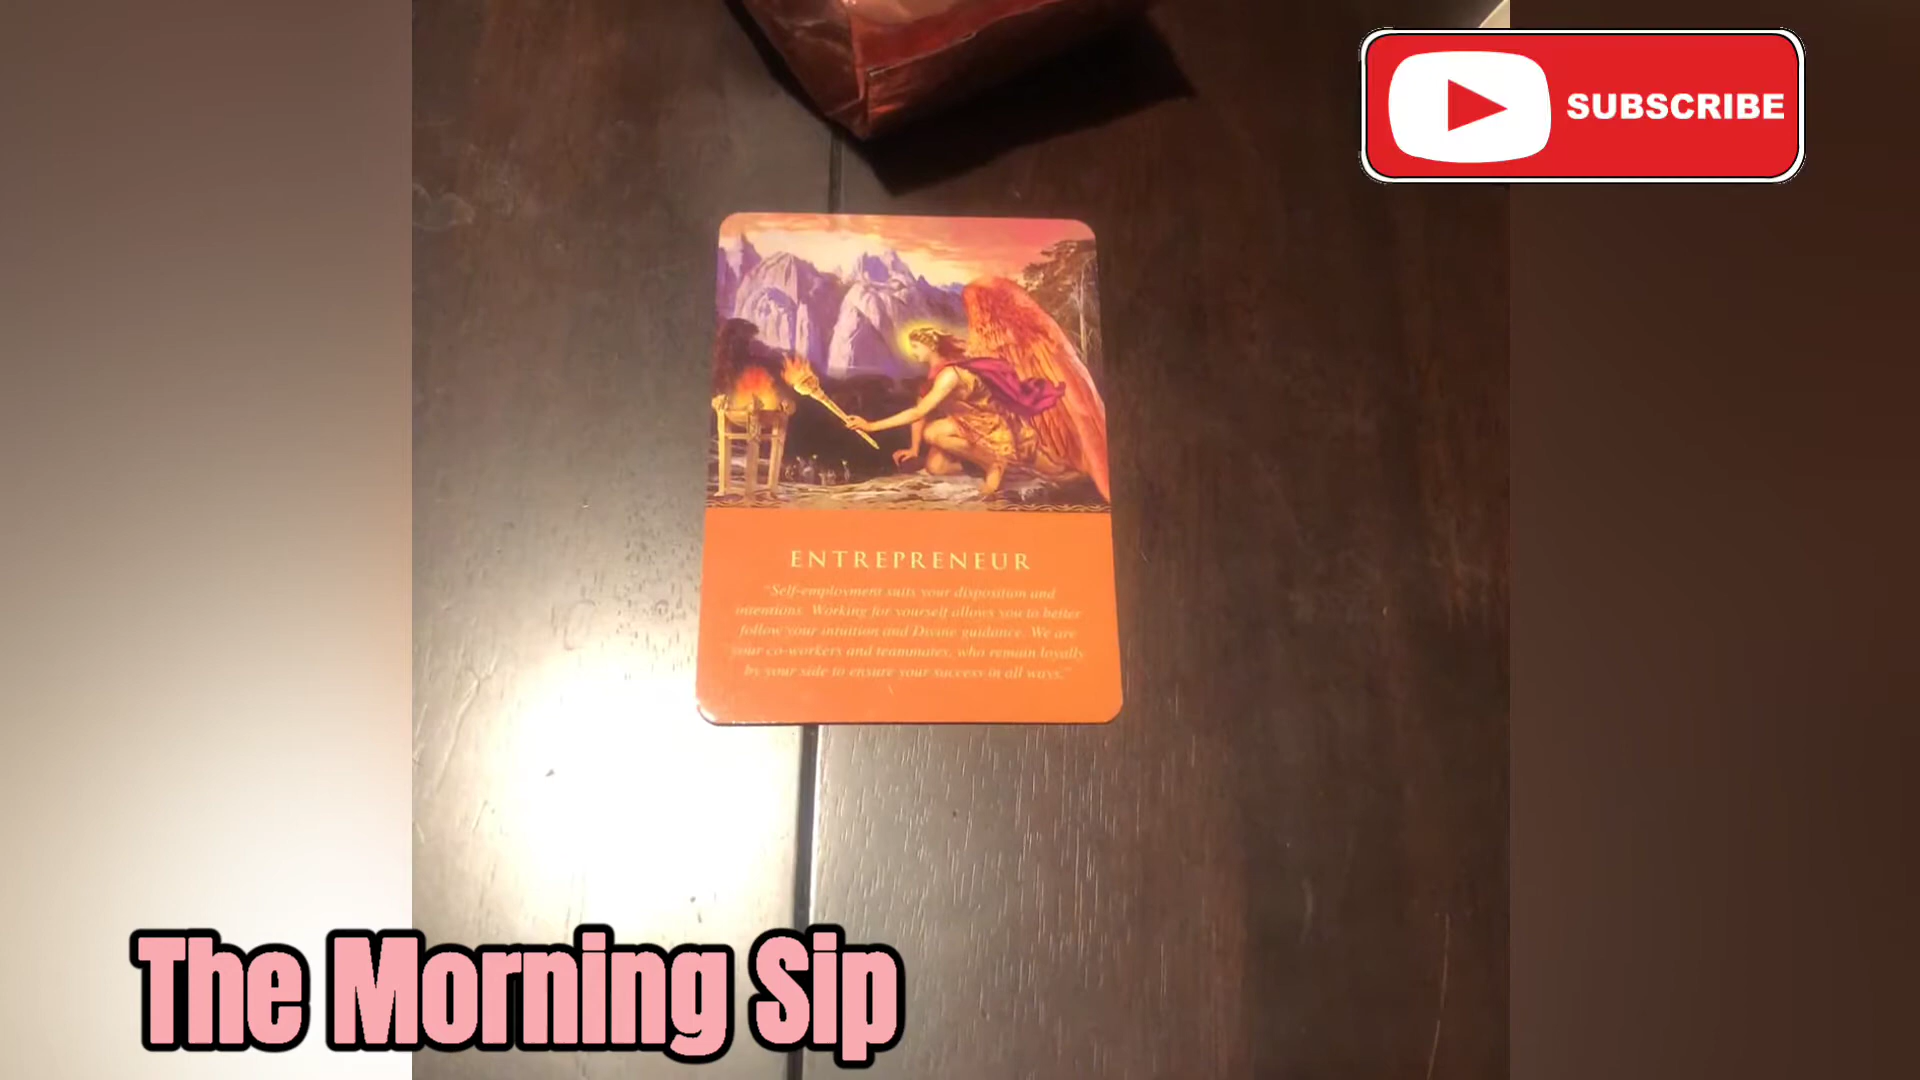 SUBSCRIBE
ENTREPRENEUR
"Self-employment suits your disposition and
intentions. Working for yourself allows you to better
follow your intuition and Divine guidance. We are
your co-workers and teammates, who remain loyally
by your side to ensure your success in all ways."
The Morning Sip